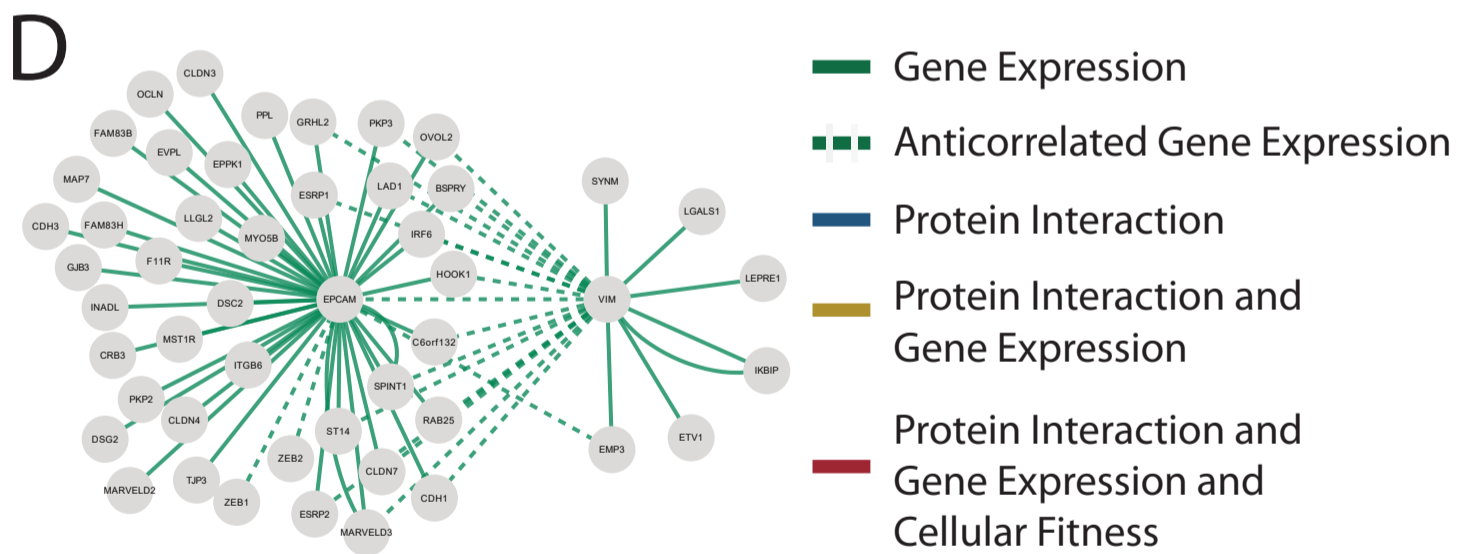 D
CLDN3
OCLN
PPL
GRHL2
PKP3
OVOL2
FAM83B
EVPL
EPPK1
MAP7
ESRP1
LAD1
BSPRY
CDH3
FAM83H
LLGL2
MYO5B
IRF6
GJB3
F11R
HOOK1
INADL
DSC2
EPCAM
CRB3
MST1R
C6orf132
ITGB6
SPINT1
PKP2
CLDN4
RAB25
DSG2
ST14
ZEB2
CLDN7
MARVELD2
TJP3
ZEB1
ESRP2
CDH1
MARVELD3
SYNM
LGALS1
LEPRE1
VIM
IKBIP
EMP3
ETV1
Gene Expression
Anticorrelated Gene Expression
Protein Interaction
Protein Interaction and
Gene Expression
Protein Interaction and
Gene Expression and
Cellular Fitness